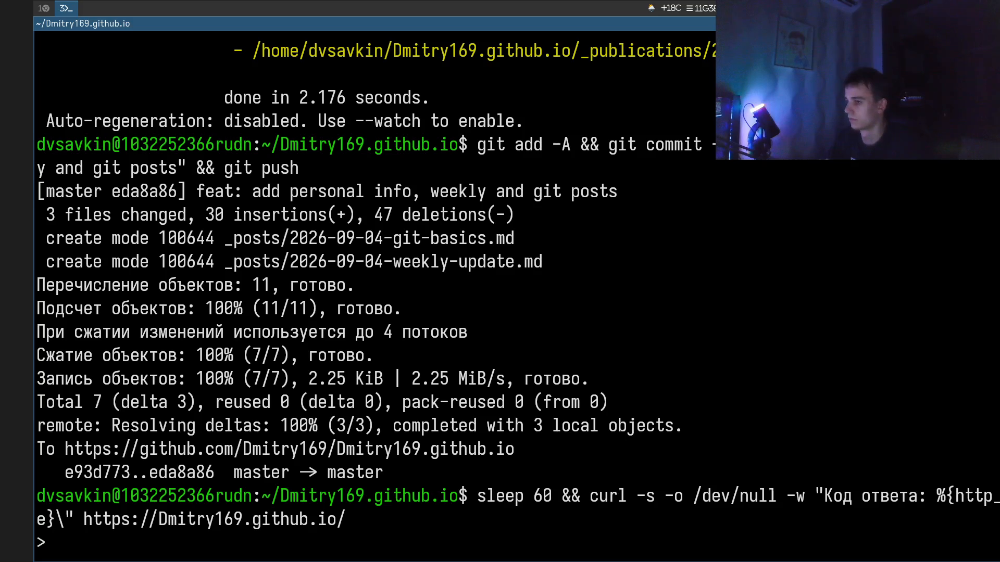 1
3
+18C
11G38
~/Dmitry169.github.io
- /home/dvsavkin/Dmitry169.github.io/_publications/2
done in 2.176 seconds.
Auto-regeneration: disabled. Use --watch to enable.
dvsavkin@1032252366rudn:~/Dmitry169.github.io$ git add -A && git commit -
y and git posts" && git push
[master eda8a86] feat: add personal info, weekly and git posts
3 files changed, 30 insertions(+), 47 deletions(-)
create mode 100644 _posts/2026-09-04-git-basics.md
create mode 100644 _posts/2026-09-04-weekly-update.md
Перечисление объектов: 11, готово.
Подсчет объектов: 100% (11/11), готово.
При сжатии изменений используется до 4 потоков
Сжатие объектов: 100% (7/7), готово.
Запись объектов: 100% (7/7), 2.25 KiB | 2.25 MiB/s, готово.
Total 7 (delta 3), reused 0 (delta 0), pack-reused 0 (from 0)
remote: Resolving deltas: 100% (3/3), completed with 3 local objects.
To https://github.com/Dmitry169/Dmitry169.github.io
e93d773..eda8a86  master -> master
dvsavkin@1032252366rudn:~/Dmitry169.github.io$ sleep 60 && curl -s -o /dev/null -w "Код ответа: %{http_
e}\" https://Dmitry169.github.io/
>